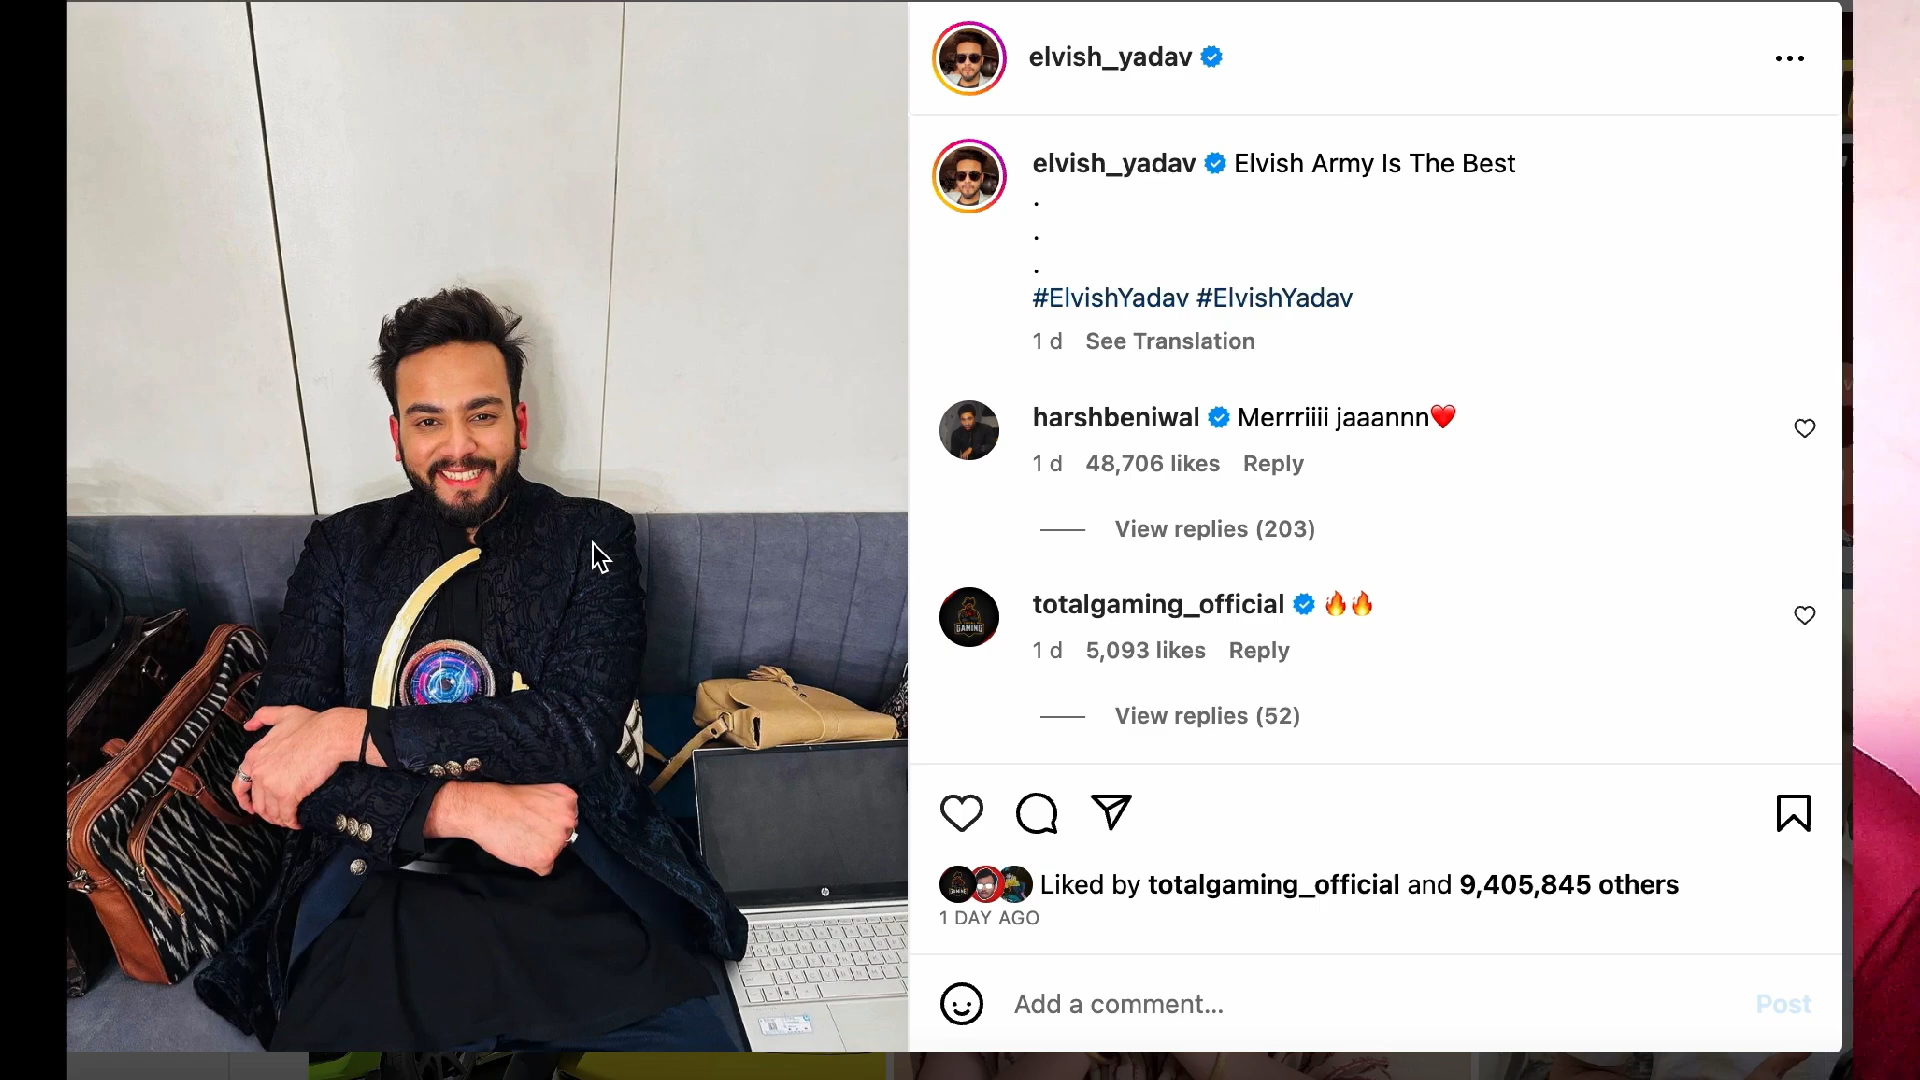 elvish_yadav
elvish_yadav Elvish Army Is The Best
.
.
.
#ElvishYadav #ElvishYadav
1 d See Translation
harshbeniwal Merrriiii jaaannn❤️
1 d 48,706 likes Reply
View replies (203)
totalgaming_official 🔥🔥
GAMING
1 d 5,093 likes Reply
View replies (52)
Liked by totalgaming_official and 9,405,845 others
1 DAY AGO
Add a comment...
Post
hp